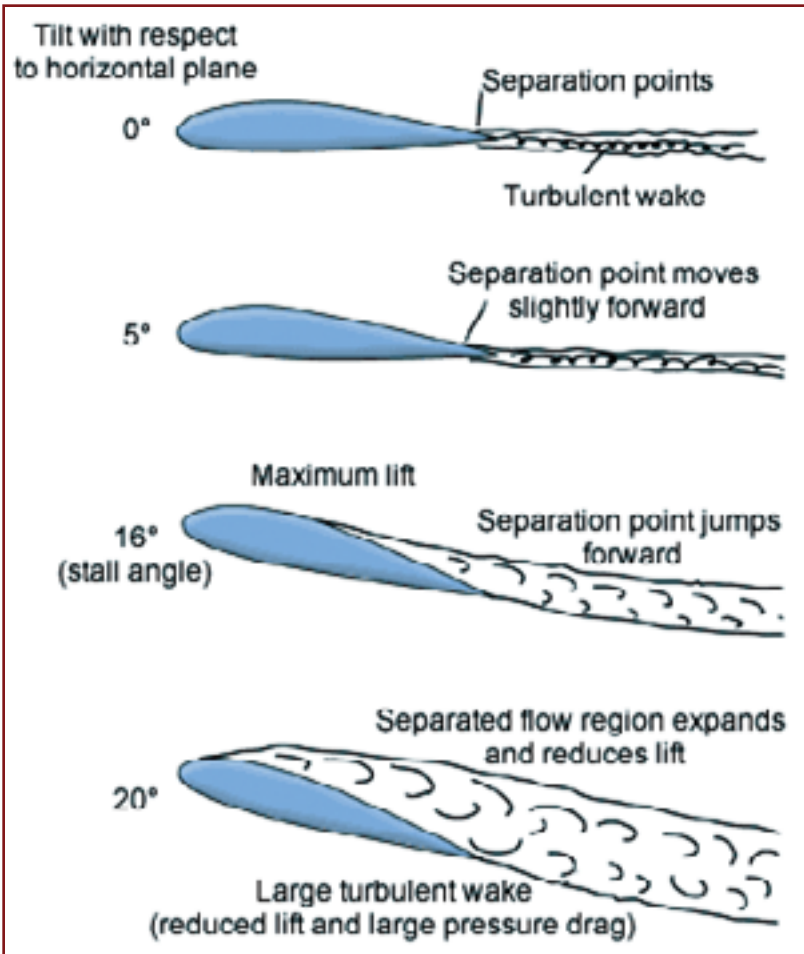 Tilt with respect
to horizontal plane
Separation points
0°
Turbulent wake
Separation point moves
slightly forward
5°
Maximum lift
Separation point jumps
forward
16°
(stall angle)
Separated flow region expands
and reduces lift
20°
Large turbulent wake
(reduced lift and large pressure drag)